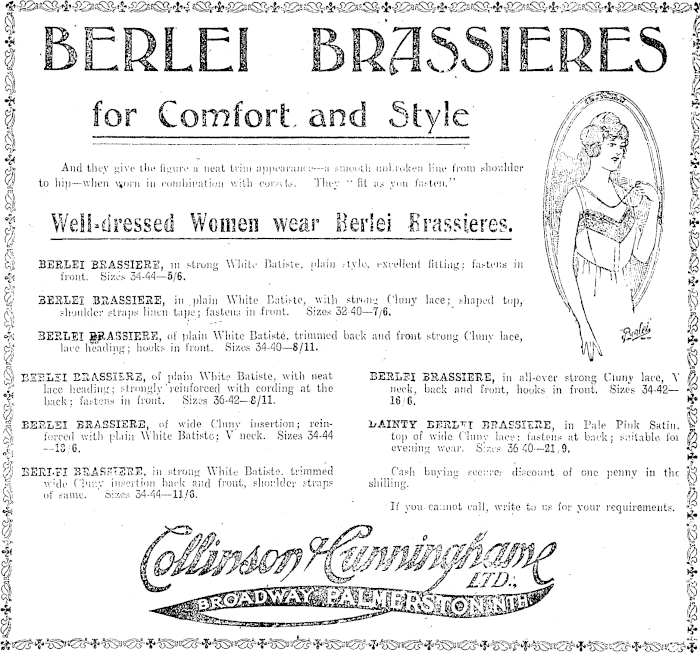 BERLEI BRASSIERES
for Comfort and Style
And they give the figure a neat trim appearance—a smooth unbroken line from shoulder
to hip—when worn in combination with corsets. They "fit as you fasten."
Well-dressed Women wear Berlei Brassieres.
BERLEI BRASSIERE, in strong White Batiste, plain style, excellent fitting; fastens in
front. Sizes 34-44—5/6.
BERLEI BRASSIERE, in plain White Batiste, with strong Cluny lace; shaped top,
shoulder straps linen tape; fastens in front. Sizes 32-40—7/6.
BERLEI BRASSIERE, of plain White Batiste, trimmed back and front strong Cluny lace,
lace heading; hooks in front. Sizes 34-40—8/11.
BERLEI BRASSIERE, of plain White Batiste, with neat
lace heading; strongly reinforced with cording at the
back; fastens in front. Sizes 36-42—8/11.
BERLEI BRASSIERE, of wide Cluny insertion; rein-
forced with plain White Batiste; V neck. Sizes 34-44
—13/6.
BERLEI BRASSIERE, in strong White Batiste, trimmed
wide Cluny insertion back and front, shoulder straps
of same. Sizes 34-44—11/6.
BERLEI BRASSIERE, in all-over strong Cluny lace, V
neck, back and front, hooks in front. Sizes 34-42—
16/6.
DAINTY BERLEI BRASSIERE, in Pale Pink Satin,
top of wide Cluny lace; fastens at back; suitable for
evening wear. Sizes 36-40—21/9.
Cash buying secures discount of one penny in the
shilling.
If you cannot call, write to us for your requirements.
Berlei
Collinson & Cunninghame
LTD.,
BROADWAY PALMERSTON NTH